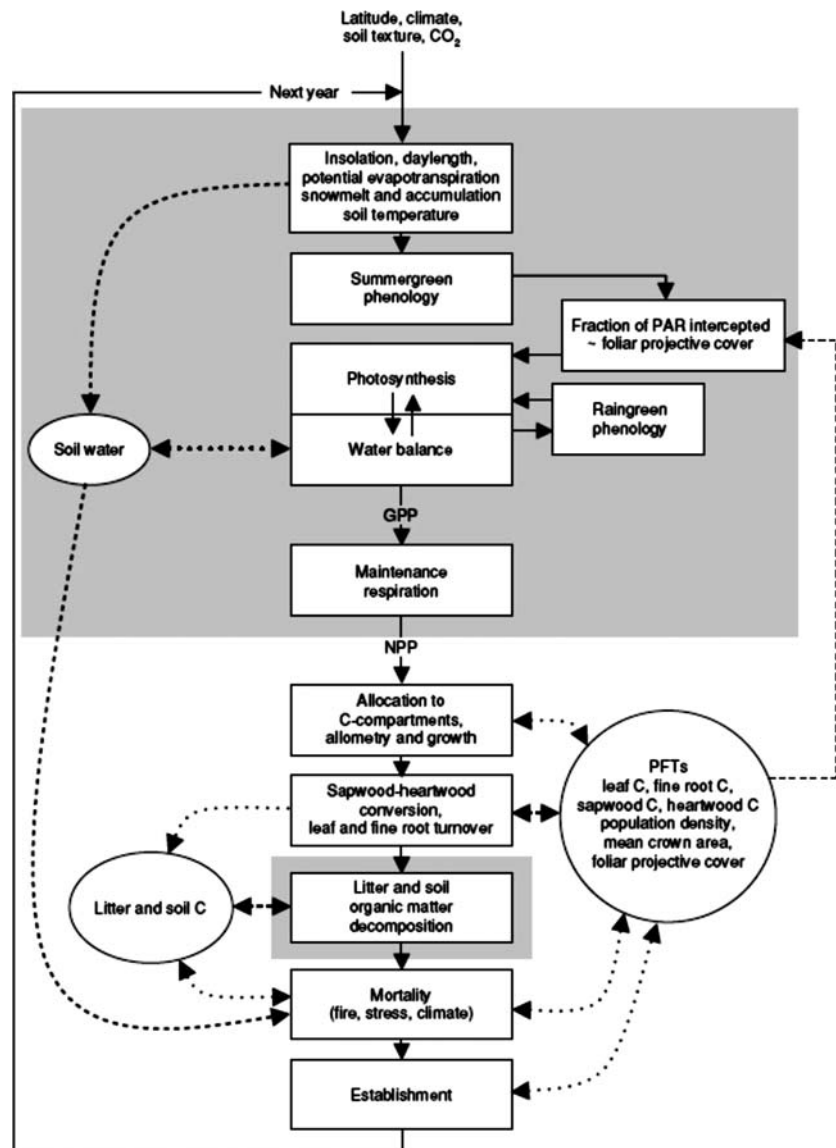 Latitude, climate,
soil texture, CO₂
Next year
Insolation, daylength,
potential evapotranspiration
snowmelt and accumulation
soil temperature
Summergreen
phenology
Fraction of PAR intercepted
~ foliar projective cover
Photosynthesis
Raingreen
phenology
Soil water
Water balance
GPP
Maintenance
respiration
NPP
Allocation to
C-compartments,
allometry and growth
PFTs
leaf C, fine root C,
sapwood C, heartwood C
population density,
mean crown area,
foliar projective cover
Sapwood-heartwood
conversion,
leaf and fine root turnover
Litter and soil C
Litter and soil
organic matter
decomposition
Mortality
(fire, stress, climate)
Establishment